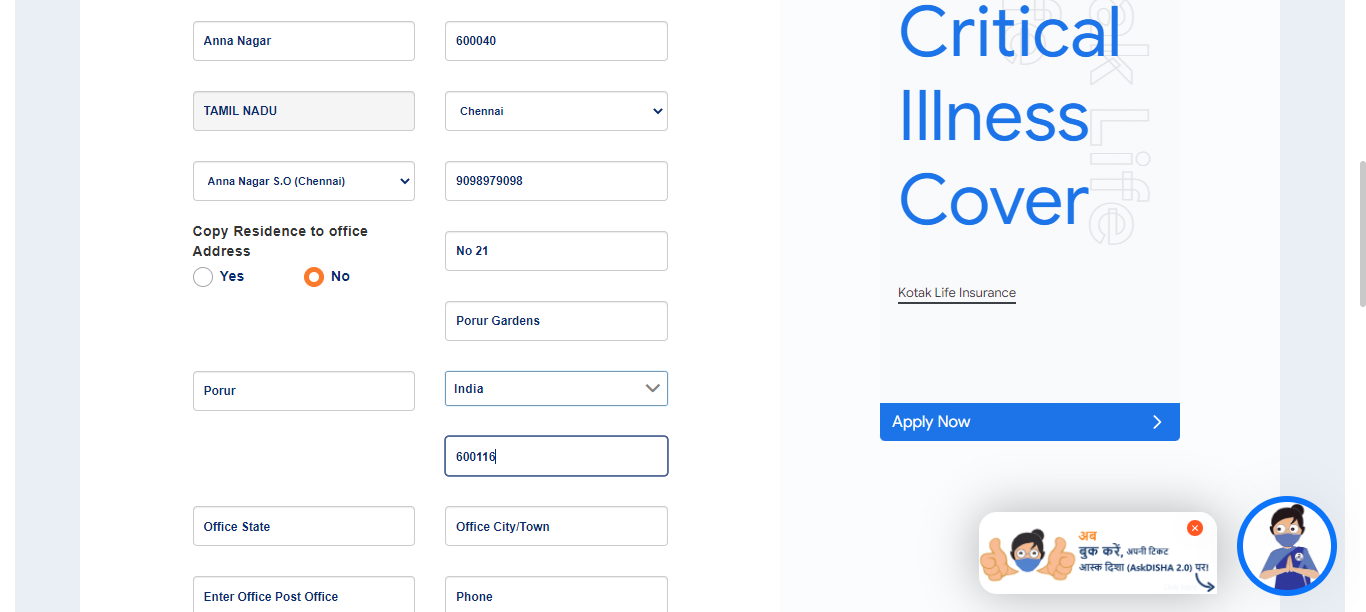 Anna Nagar
600040
TAMIL NADU
Chennai
Anna Nagar S.O (Chennai)
9098979098
Copy Residence to office
Address
Yes
No
No 21
Porur Gardens
Porur
India
600116
Office State
Office City/Town
Enter Office Post Office
Phone
Critical
Illness
Cover
k Life
Kotak Life Insurance
Apply Now
अब
बुक करें, अपनी टिकट
आस्क दिशा (AskDISHA 2.0) पर!